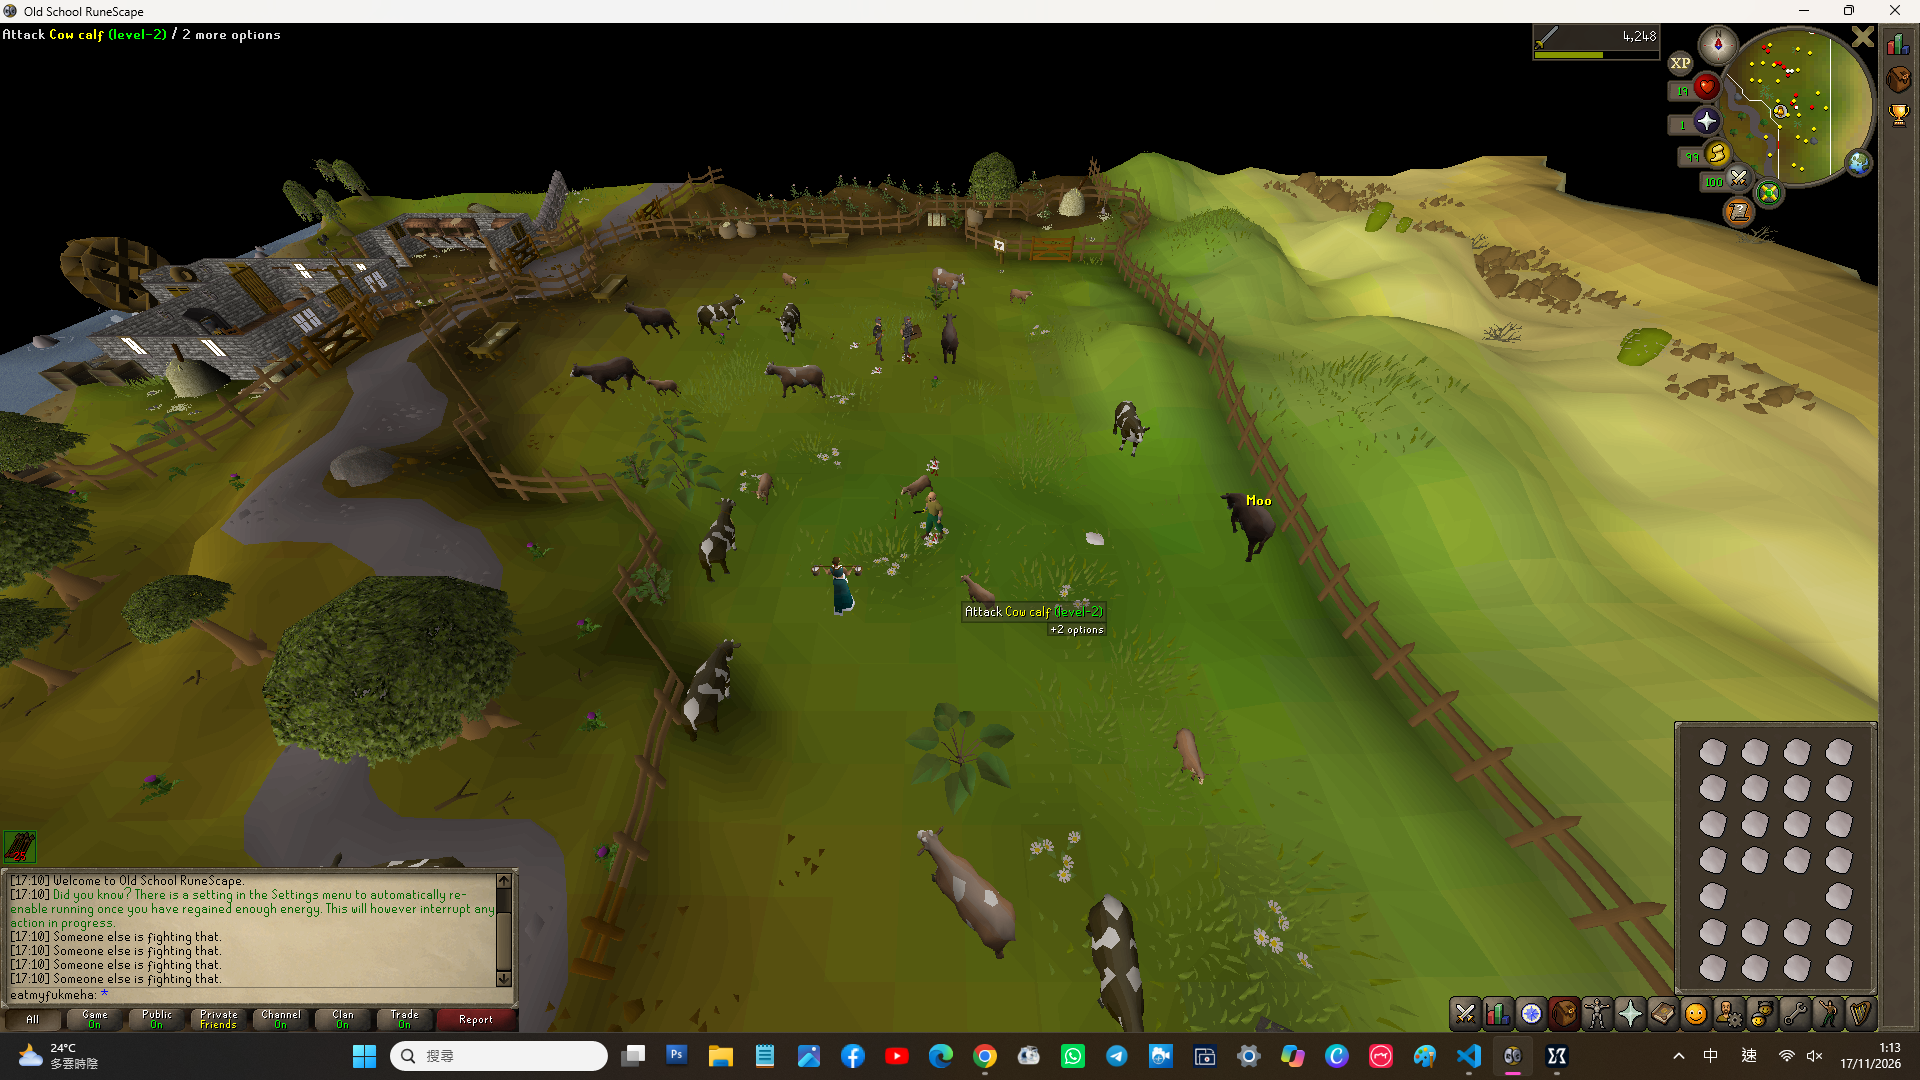 Old School RuneScape
Attack Cow calf (level-2) / 2 more options
4,248
N
XP
19
1
99
100
Moo
Attack Cow calf (level-2)
+2 options
[17:10] Welcome to Old School RuneScape.
[17:10] Did you know? There is a setting in the Settings menu to automatically re-
enable running once you have regained enough energy. This will however interrupt any
action in progress.
[17:10] Someone else is fighting that.
[17:10] Someone else is fighting that.
[17:10] Someone else is fighting that.
[17:10] Someone else is fighting that.
eatmyfukmeha: *
All
Game
On
Public
On
Private
Friends
Channel
On
Clan
On
Trade
On
Report
24°C
多雲時陰
搜尋
Ps
中
速
1:13
17/11/2026